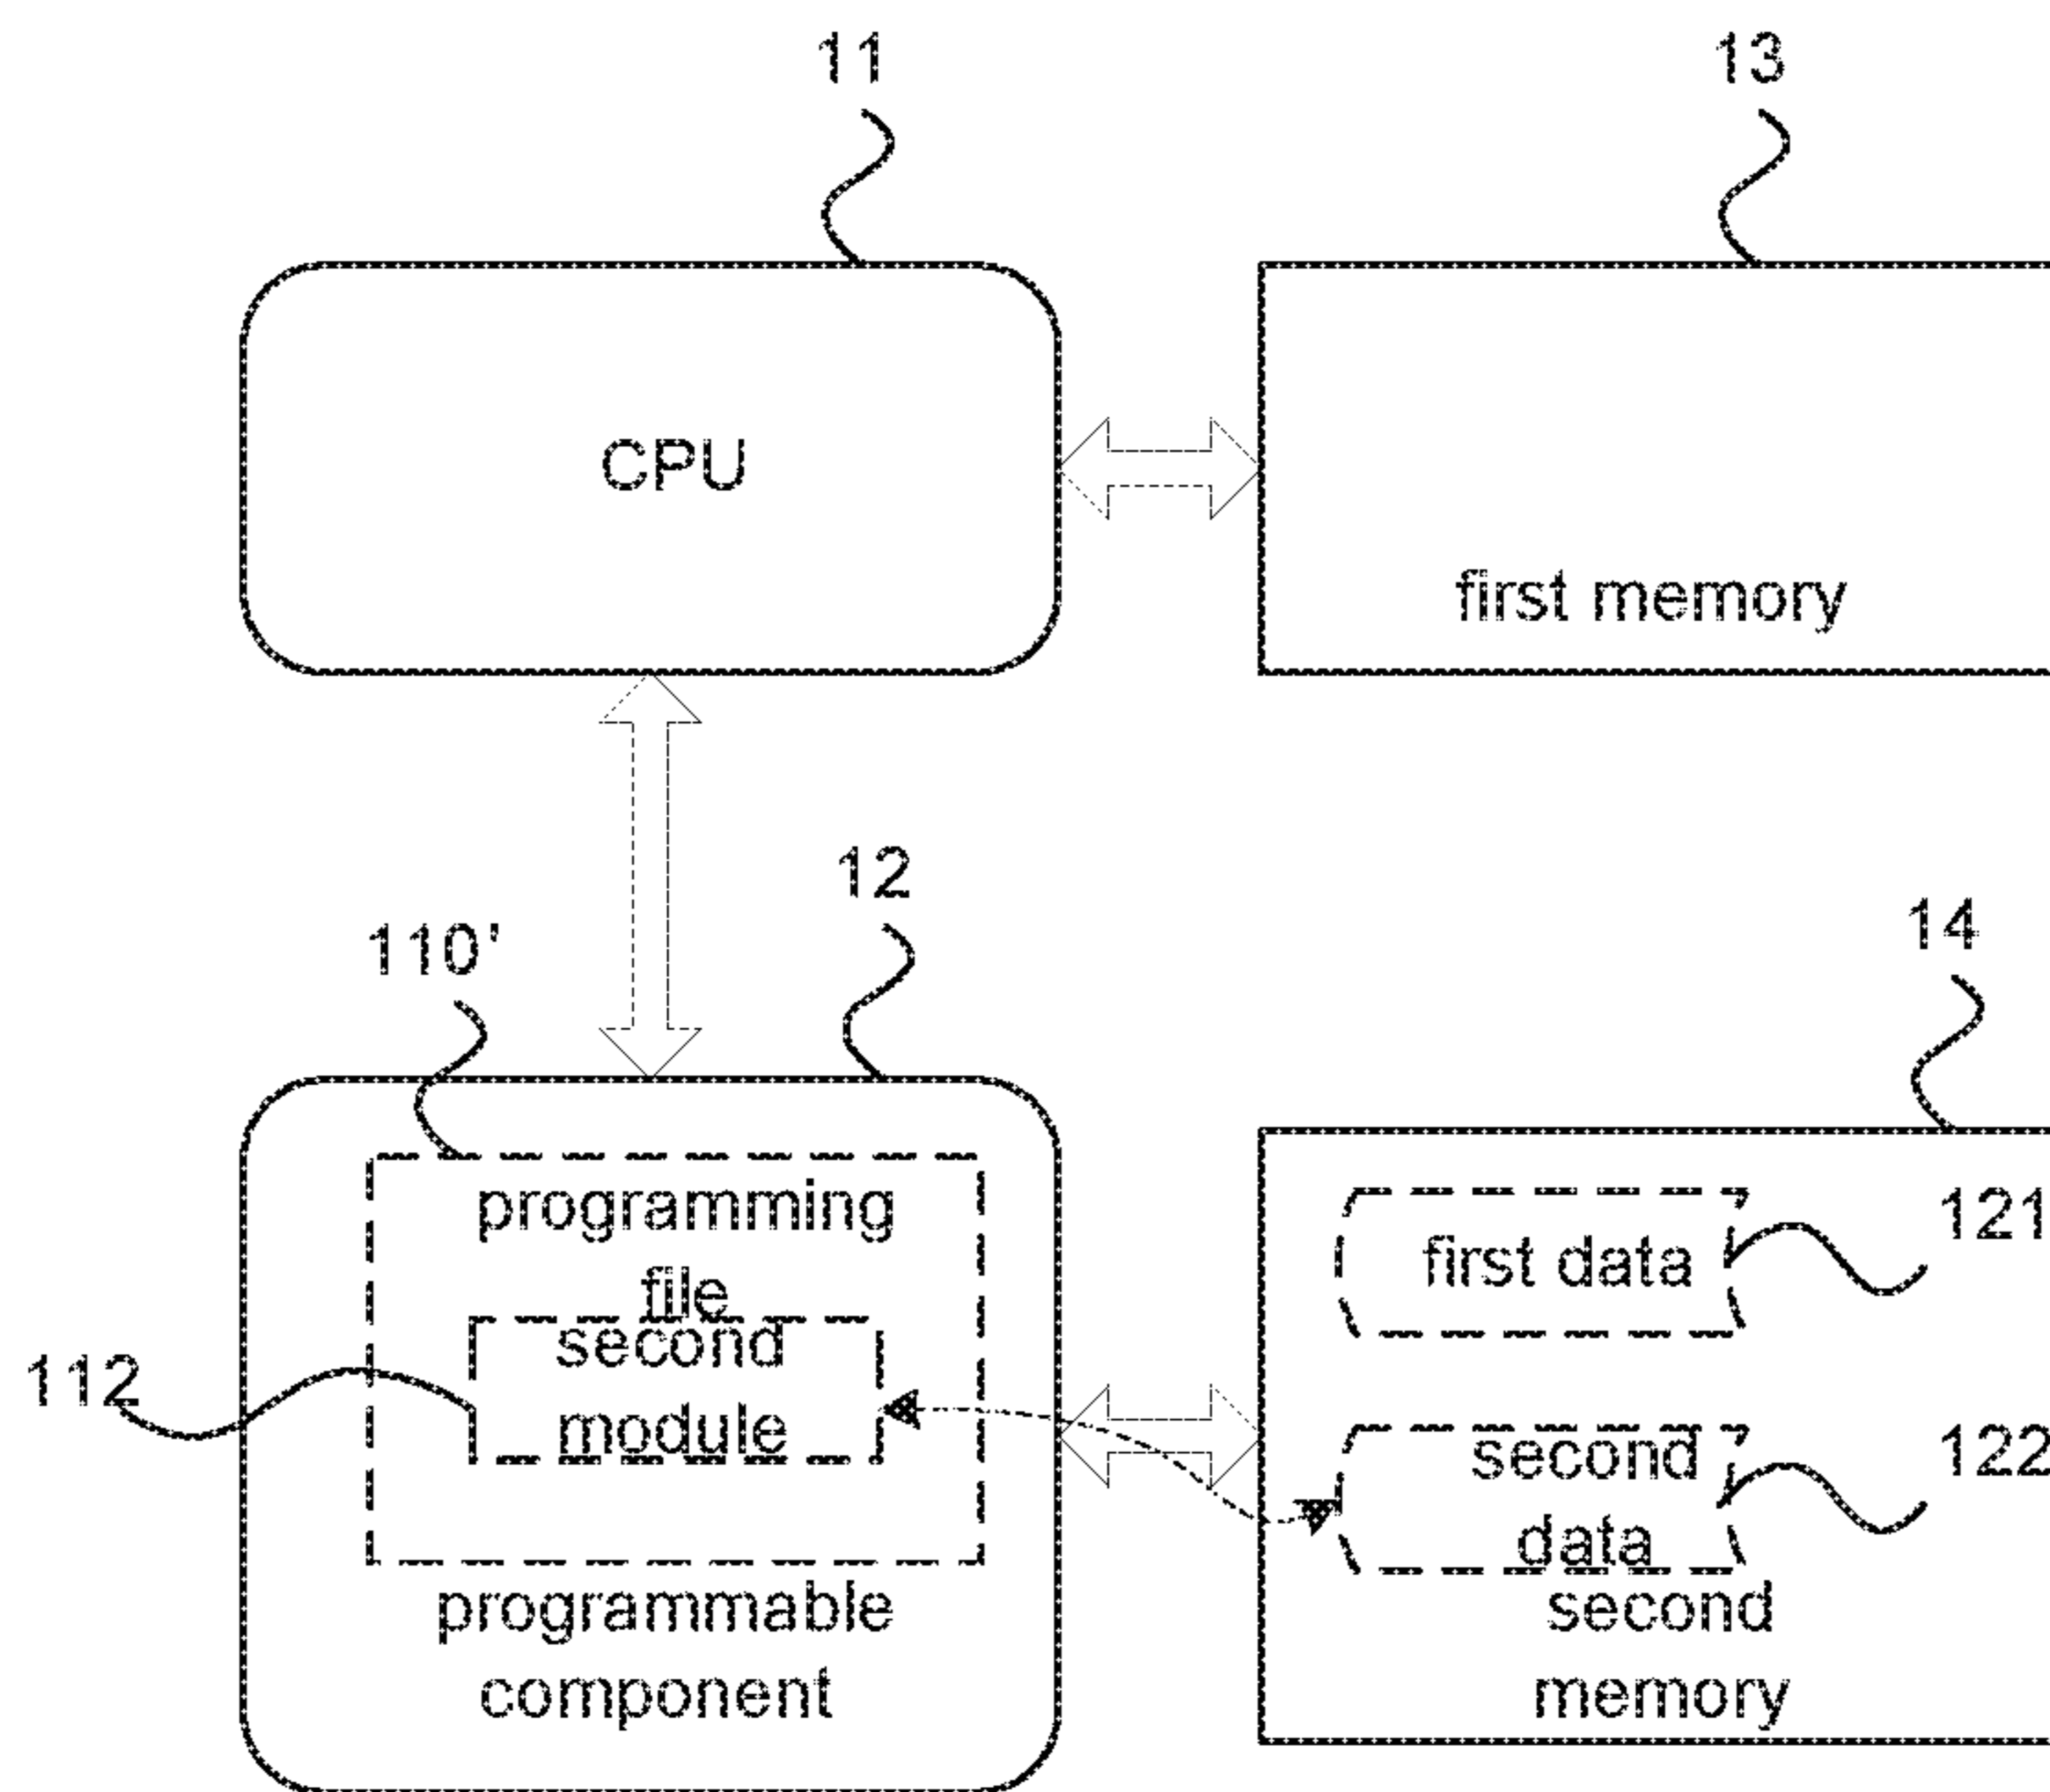 11
13
CPU
first memory
12
110'
14
programming
file
second
module
112
programmable
component
first data
121
second
data
122
second
memory